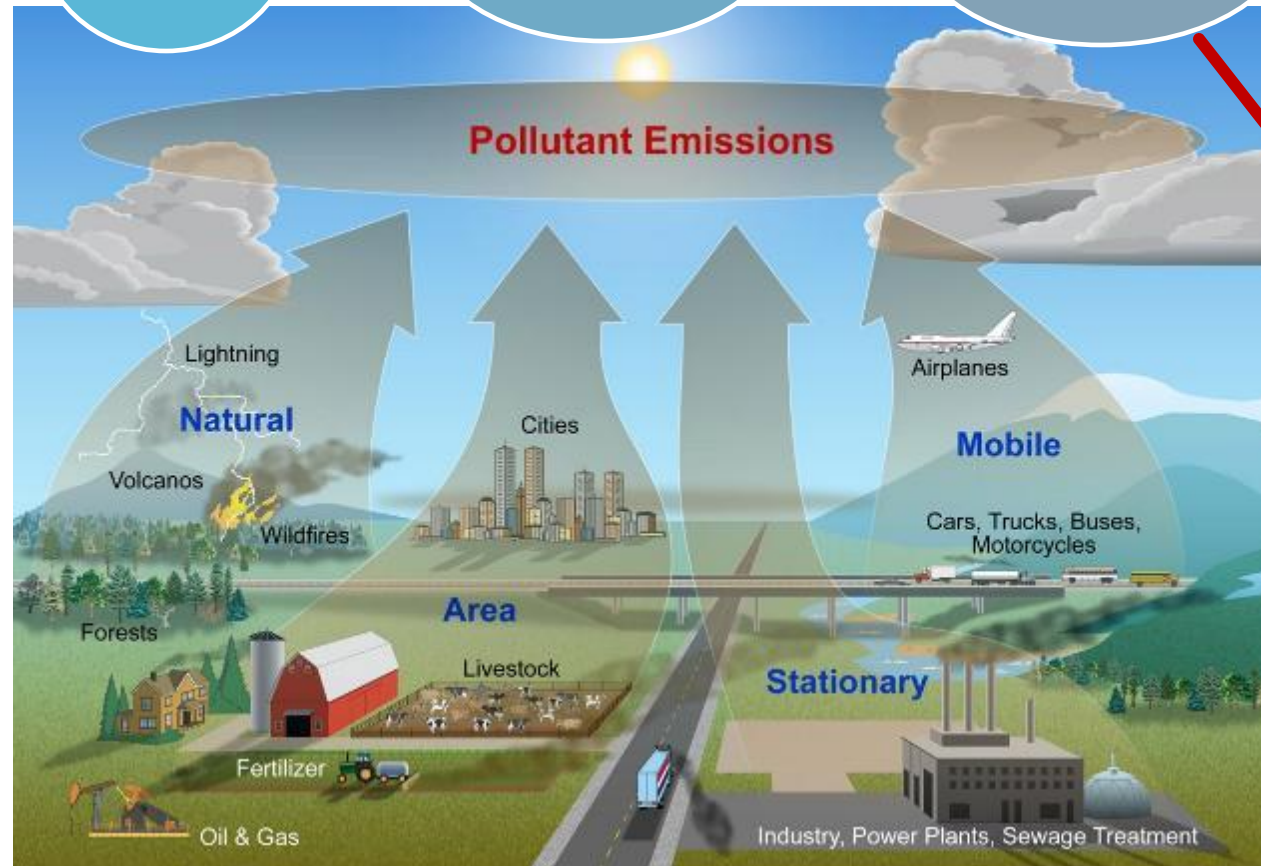 Pollutant Emissions
Lightning
Natural
Volcanos
Wildfires
Forests
Cities
Area
Livestock
Fertilizer
Oil & Gas
Airplanes
Mobile
Cars, Trucks, Buses,
Motorcycles
Stationary
Industry, Power Plants, Sewage Treatment